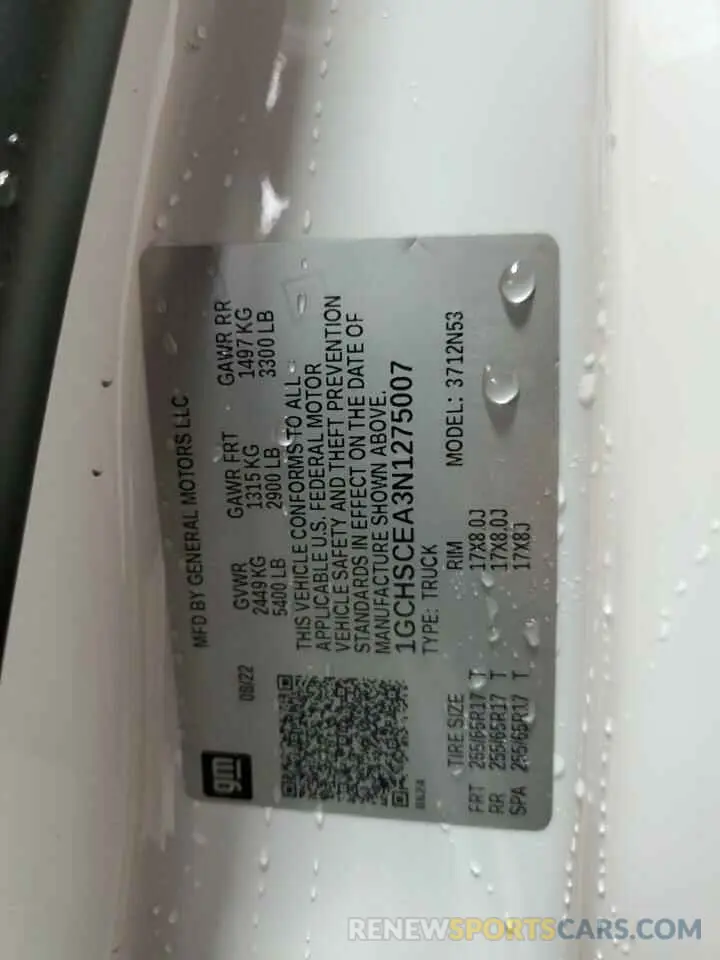 gm
MFD BY GENERAL MOTORS LLC
08/22
GVWR
2449 KG
5400 LB
GAWR FRT
1315 KG
2900 LB
GAWR RR
1497 KG
3300 LB
THIS VEHICLE CONFORMS TO ALL
APPLICABLE U.S. FEDERAL MOTOR
VEHICLE SAFETY AND THEFT PREVENTION
STANDARDS IN EFFECT ON THE DATE OF
MANUFACTURE SHOWN ABOVE.
1GCHSCEA3N1275007
TYPE: TRUCK
MODEL: 3712N53
TIRE SIZE RIM
FRT 255/65R17 T 17X8.0J
RR 255/65R17 T 17X8.0J
SPA 255/65R17 T 17X8J
RENEWSPORTSCARS.COM